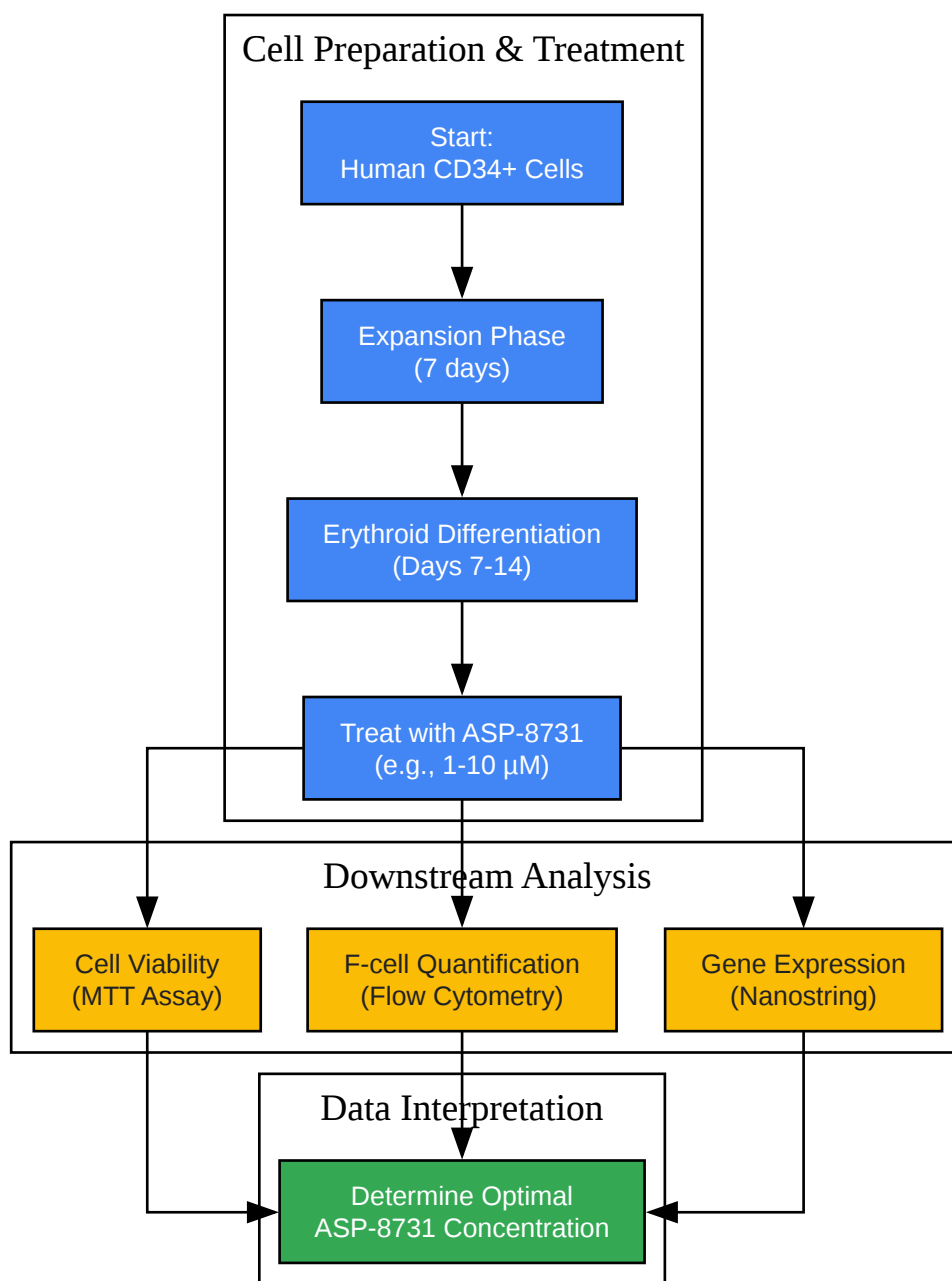 Cell Preparation & Treatment
Start:
Human CD34+ Cells
Expansion Phase
(7 days)
Erythroid Differentiation
(Days 7-14)
Treat with ASP-8731
(e.g., 1-10 µM)
Downstream Analysis
Cell Viability
(MTT Assay)
F-cell Quantification
(Flow Cytometry)
Gene Expression
(Nanostring)
Data Interpretation
Determine Optimal
ASP-8731 Concentration